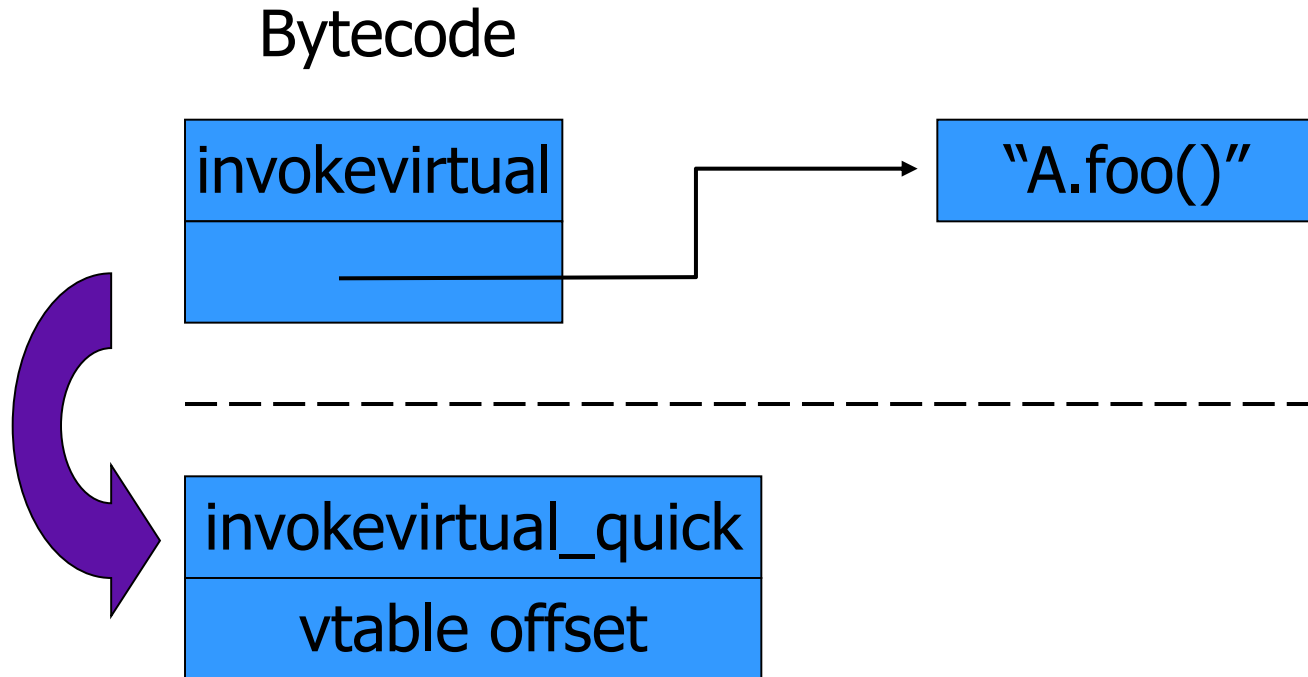 Bytecode
invokevirtual
“A.foo()”
invokevirtual_quick
vtable offset